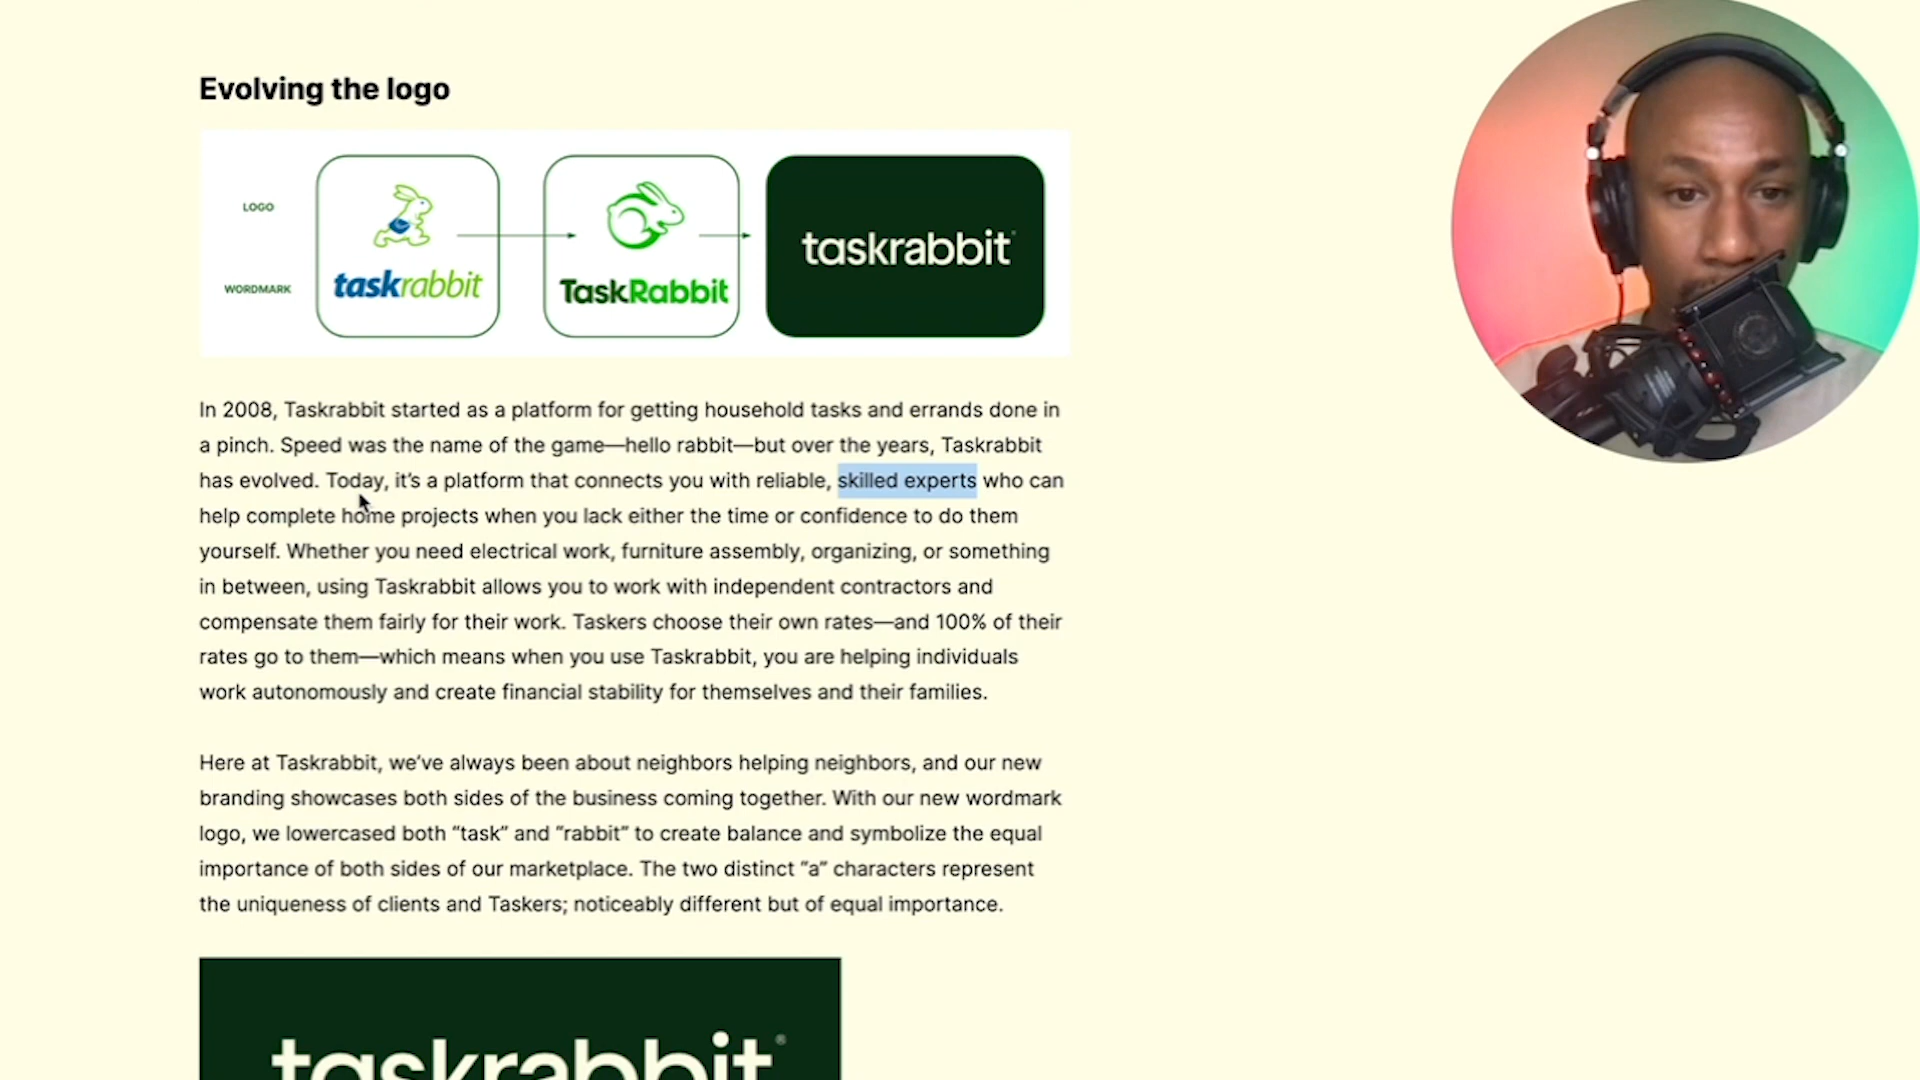 Evolving the logo
LOGO
WORDMARK
taskrabbit
TaskRabbit
taskrabbit
In 2008, Taskrabbit started as a platform for getting household tasks and errands done in
a pinch. Speed was the name of the game—hello rabbit—but over the years, Taskrabbit
has evolved. Today, it’s a platform that connects you with reliable, skilled experts who can
help complete home projects when you lack either the time or confidence to do them
yourself. Whether you need electrical work, furniture assembly, organizing, or something
in between, using Taskrabbit allows you to work with independent contractors and
compensate them fairly for their work. Taskers choose their own rates—and 100% of their
rates go to them—which means when you use Taskrabbit, you are helping individuals
work autonomously and create financial stability for themselves and their families.
Here at Taskrabbit, we’ve always been about neighbors helping neighbors, and our new
branding showcases both sides of the business coming together. With our new wordmark
logo, we lowercased both “task” and “rabbit” to create balance and symbolize the equal
importance of both sides of our marketplace. The two distinct “a” characters represent
the uniqueness of clients and Taskers; noticeably different but of equal importance.
taskrabbit®